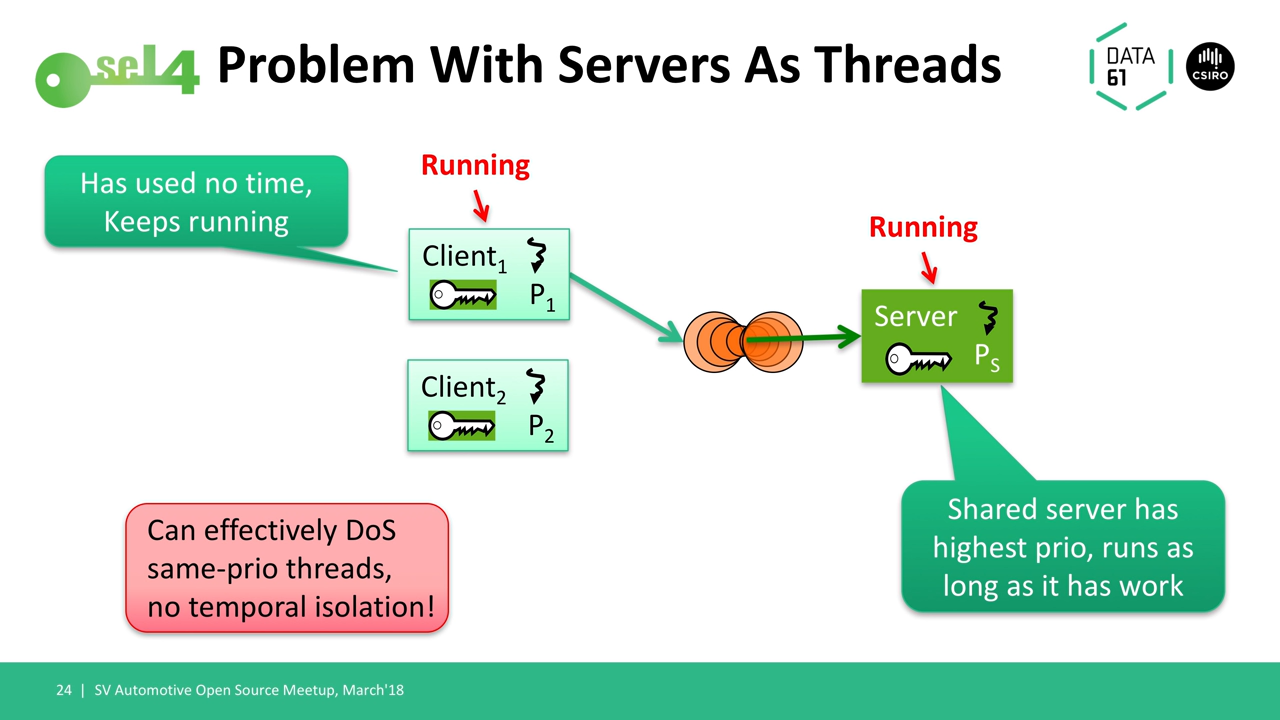 seL4
Problem With Servers As Threads
DATA
61
CSIRO
Has used no time,
Keeps running
Running
Client1
P1
Client2
P2
Running
Server
PS
Can effectively DoS
same-prio threads,
no temporal isolation!
Shared server has
highest prio, runs as
long as it has work
24 | SV Automotive Open Source Meetup, March'18